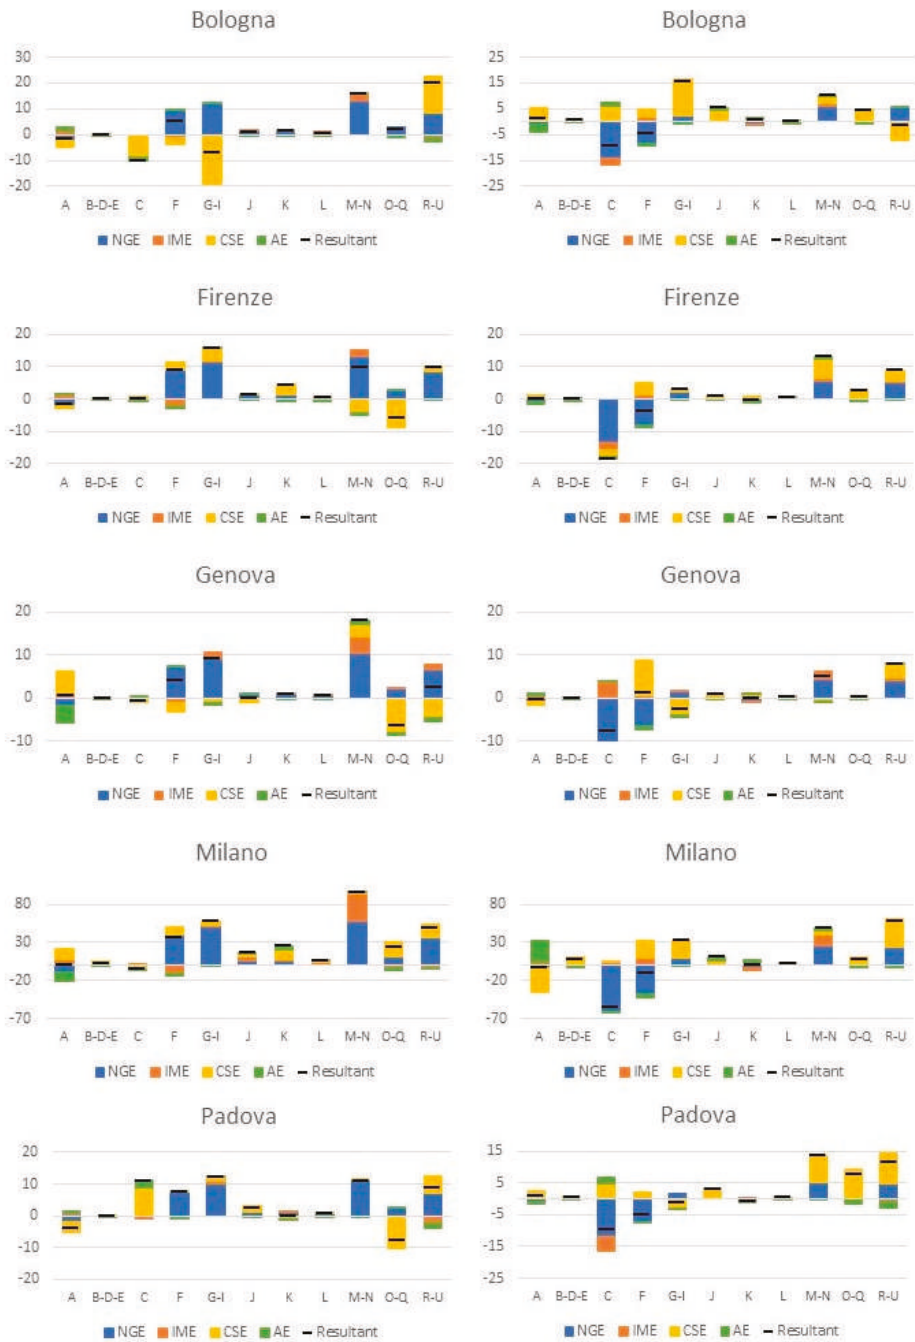 Bologna
30
20
10
0
-10
-20
A B-D-E C F G-I J K L M-N O-Q R-U
NGE IME CSE AE Resultant
Bologna
25
15
5
-5
-15
-25
A B-D-E C F G-I J K L M-N O-Q R-U
NGE IME CSE AE Resultant
Firenze
20
10
0
-10
-20
A B-D-E C F G-I J K L M-N O-Q R-U
NGE IME CSE AE Resultant
Firenze
20
10
0
-10
-20
A B-D-E C F G-I J K L M-N O-Q R-U
NGE IME CSE AE Resultant
Genova
20
10
0
-10
A B-D-E C F G-I J K L M-N O-Q R-U
NGE IME CSE AE Resultant
Genova
20
10
0
-10
A B-D-E C F G-I J K L M-N O-Q R-U
NGE IME CSE AE Resultant
Milano
80
30
-20
-70
A B-D-E C F G-I J K L M-N O-Q R-U
NGE IME CSE AE Resultant
Milano
80
30
-20
-70
A B-D-E C F G-I J K L M-N O-Q R-U
NGE IME CSE AE Resultant
Padova
20
10
0
-10
-20
A B-D-E C F G-I J K L M-N O-Q R-U
NGE IME CSE AE Resultant
Padova
15
5
-5
-15
-25
A B-D-E C F G-I J K L M-N O-Q R-U
NGE IME CSE AE Resultant